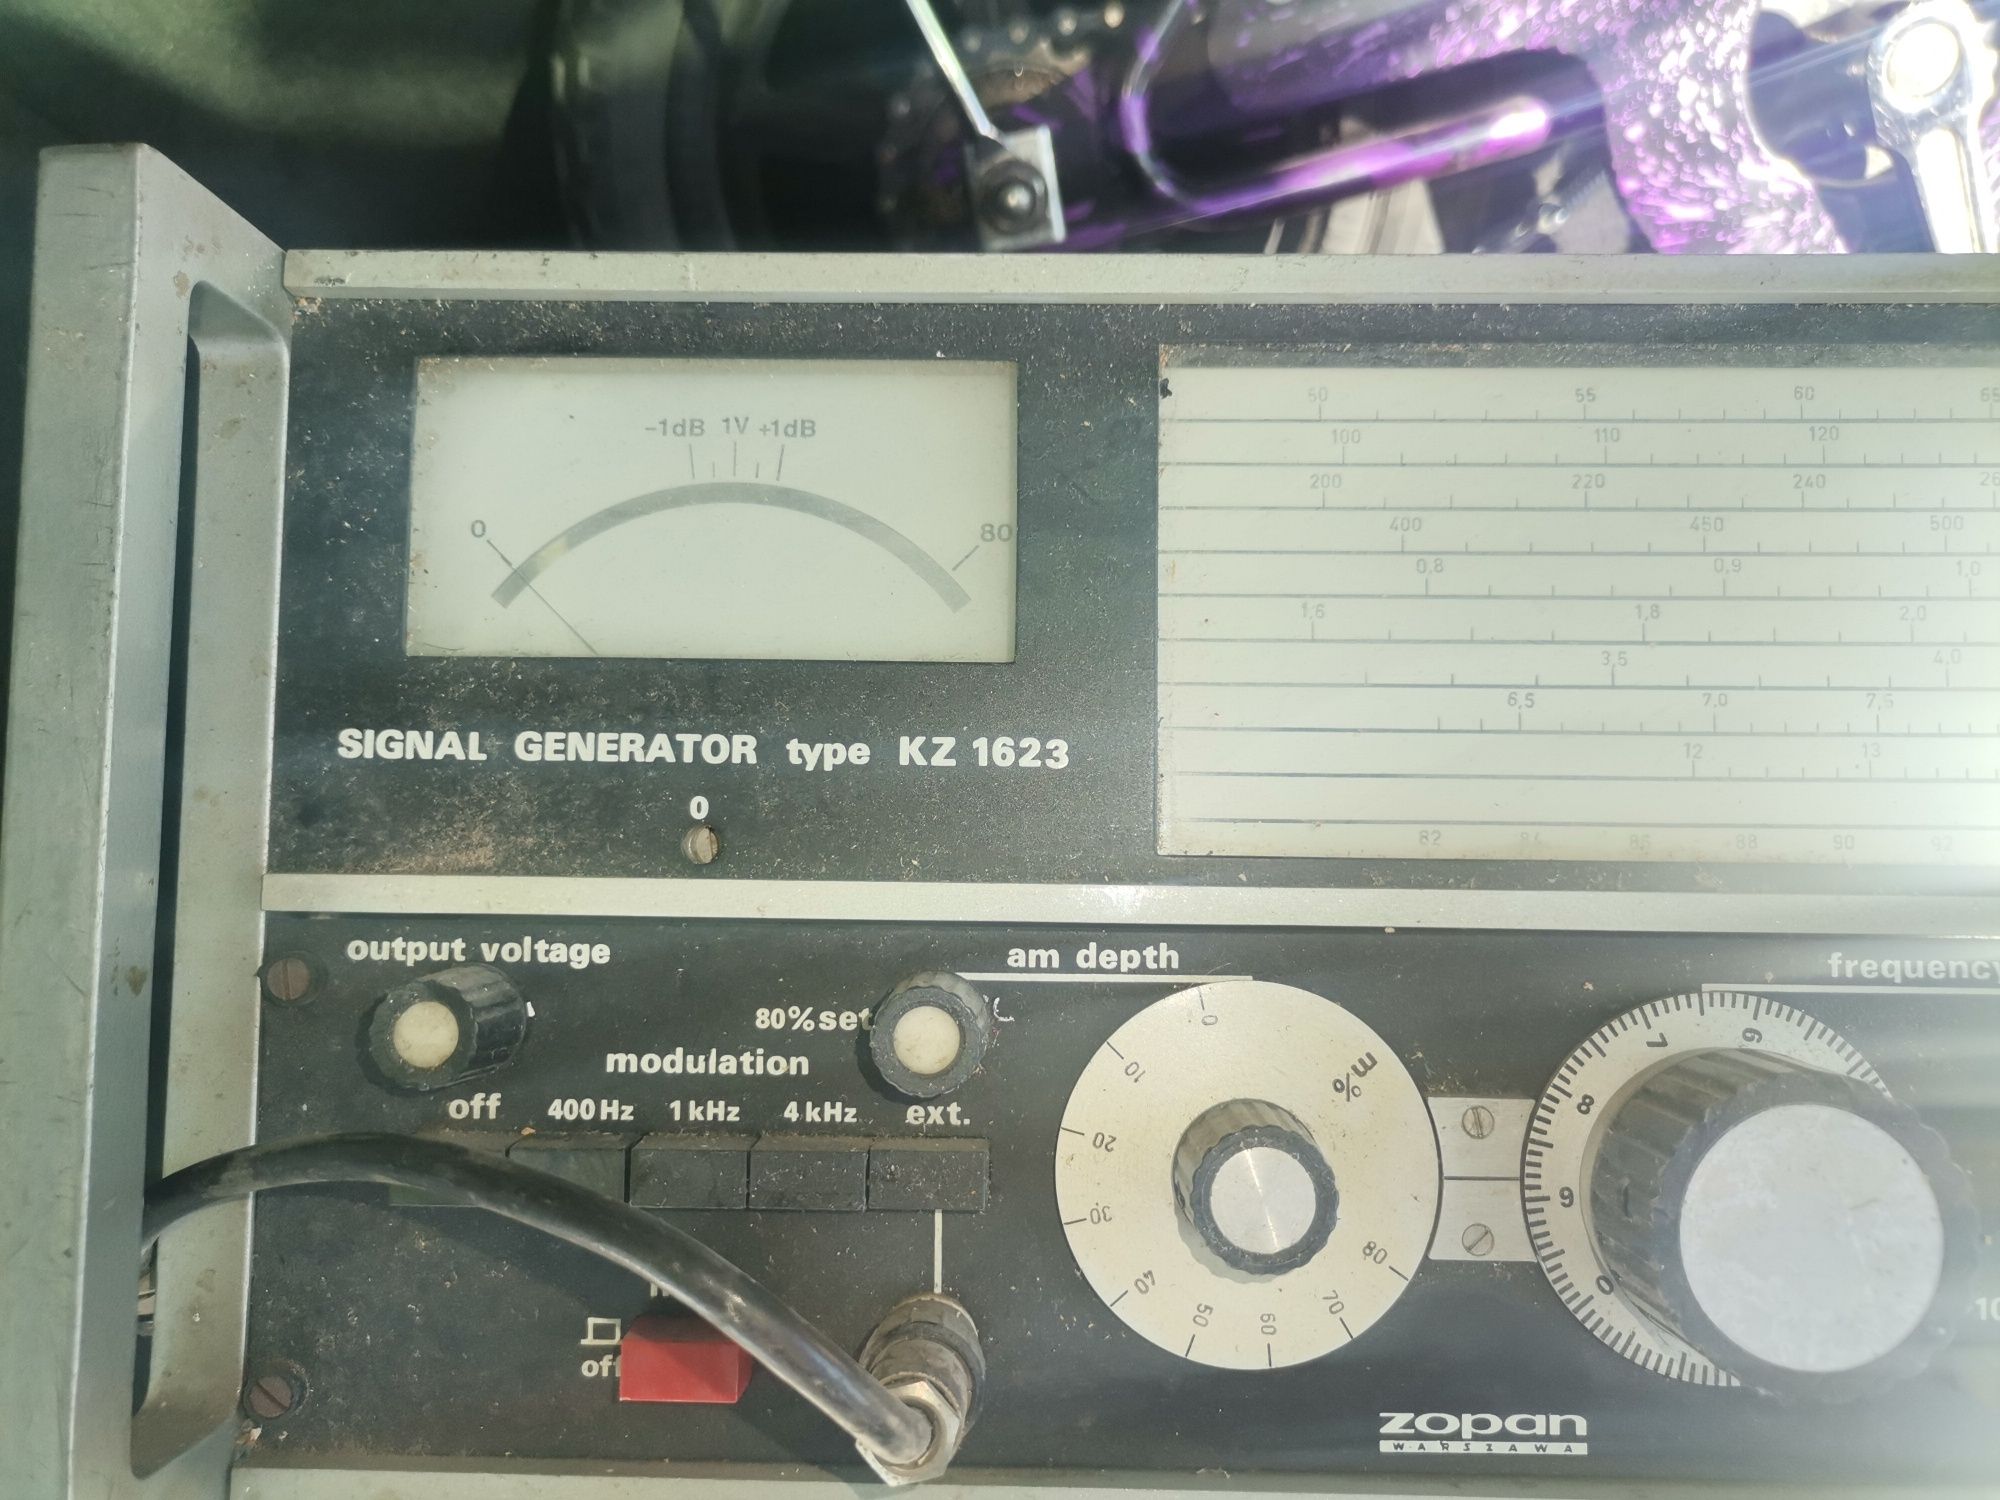 -1dB 1V +1dB
0 80
50 55 60
100 110 120
200 220 240
400 450 500
0,8 0,9 1,0
1,6 1,8 2,0
3,5 4,0
6,5 7,0 7,5
12 13
82 84 86 88 90 92
SIGNAL GENERATOR type KZ 1623
0
output voltage
am depth
frequency
80% set
modulation
off 400Hz 1kHz 4kHz ext.
m%
0 10 20 30 40 50 60 70 80
6 7 8 9 0
off
10
zopan
WARSZAWA